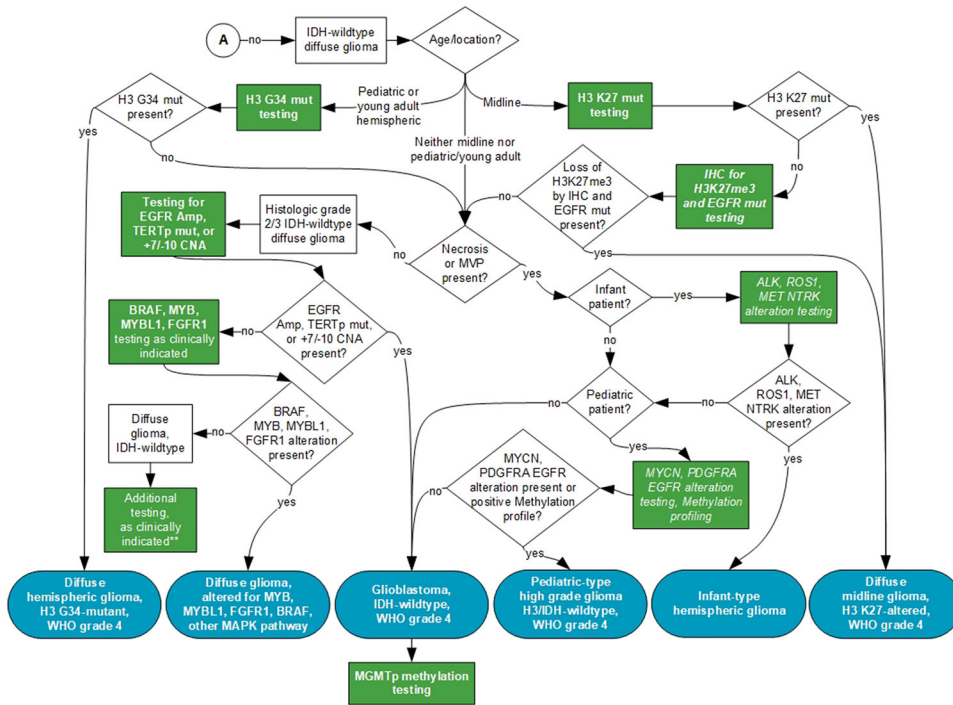 A
no
IDH-wildtype
diffuse glioma
Age/location?
H3 G34 mut
present?
H3 G34 mut
testing
Pediatric or
young adult
hemispheric
Midline
H3 K27 mut
testing
H3 K27 mut
present?
yes
no
Neither midline nor
pediatric/young adult
no
yes
Loss of
H3K27me3
by IHC and
EGFR mut
present?
IHC for
H3K27me3
and EGFR mut
testing
no
yes
Testing for
EGFR Amp,
TERTp mut, or
+7/-10 CNA
Histologic grade
2/3 IDH-wildtype
diffuse glioma
no
Necrosis
or MVP
present?
yes
Infant
patient?
yes
ALK, ROS1,
MET NTRK
alteration testing
no
BRAF, MYB,
MYBL1, FGFR1
testing as clinically
indicated
no
EGFR
Amp, TERTp mut,
or +7/-10 CNA
present?
yes
Pediatric
patient?
no
no
ALK,
ROS1, MET
NTRK alteration
present?
yes
yes
Diffuse
glioma,
IDH-wildtype
no
BRAF,
MYB, MYBL1,
FGFR1 alteration
present?
yes
MYCN,
PDGFRA EGFR
alteration present or
positive Methylation
profile?
no
yes
MYCN, PDGFRA
EGFR alteration
testing, Methylation
profiling
Additional
testing,
as clinically
indicated**
Diffuse
hemispheric glioma,
H3 G34-mutant,
WHO grade 4
Diffuse glioma,
altered for MYB,
MYBL1, FGFR1, BRAF,
other MAPK pathway
Glioblastoma,
IDH-wildtype,
WHO grade 4
Pediatric-type
high grade glioma
H3/IDH-wildtype,
WHO grade 4
Infant-type
hemispheric glioma
Diffuse
midline glioma,
H3 K27-altered,
WHO grade 4
MGMTp methylation
testing